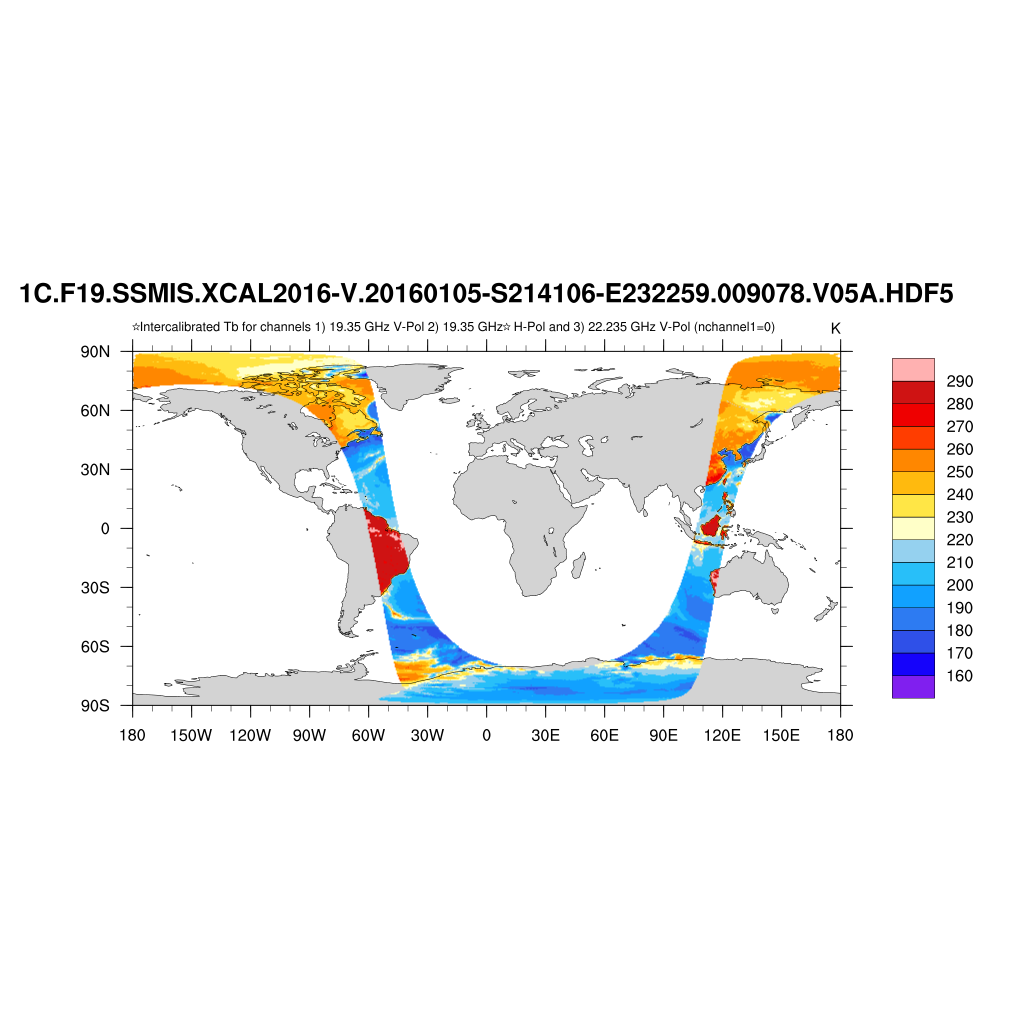 1C.F19.SSMIS.XCAL2016-V.20160105-S214106-E232259.009078.V05A.HDF5
☆Intercalibrated Tb for channels 1) 19.35 GHz V-Pol 2) 19.35 GHz☆ H-Pol and 3) 22.235 GHz V-Pol (nchannel1=0) K
90N
60N
30N
0
30S
60S
90S
180 150W 120W 90W 60W 30W 0 30E 60E 90E 120E 150E 180
290
280
270
260
250
240
230
220
210
200
190
180
170
160